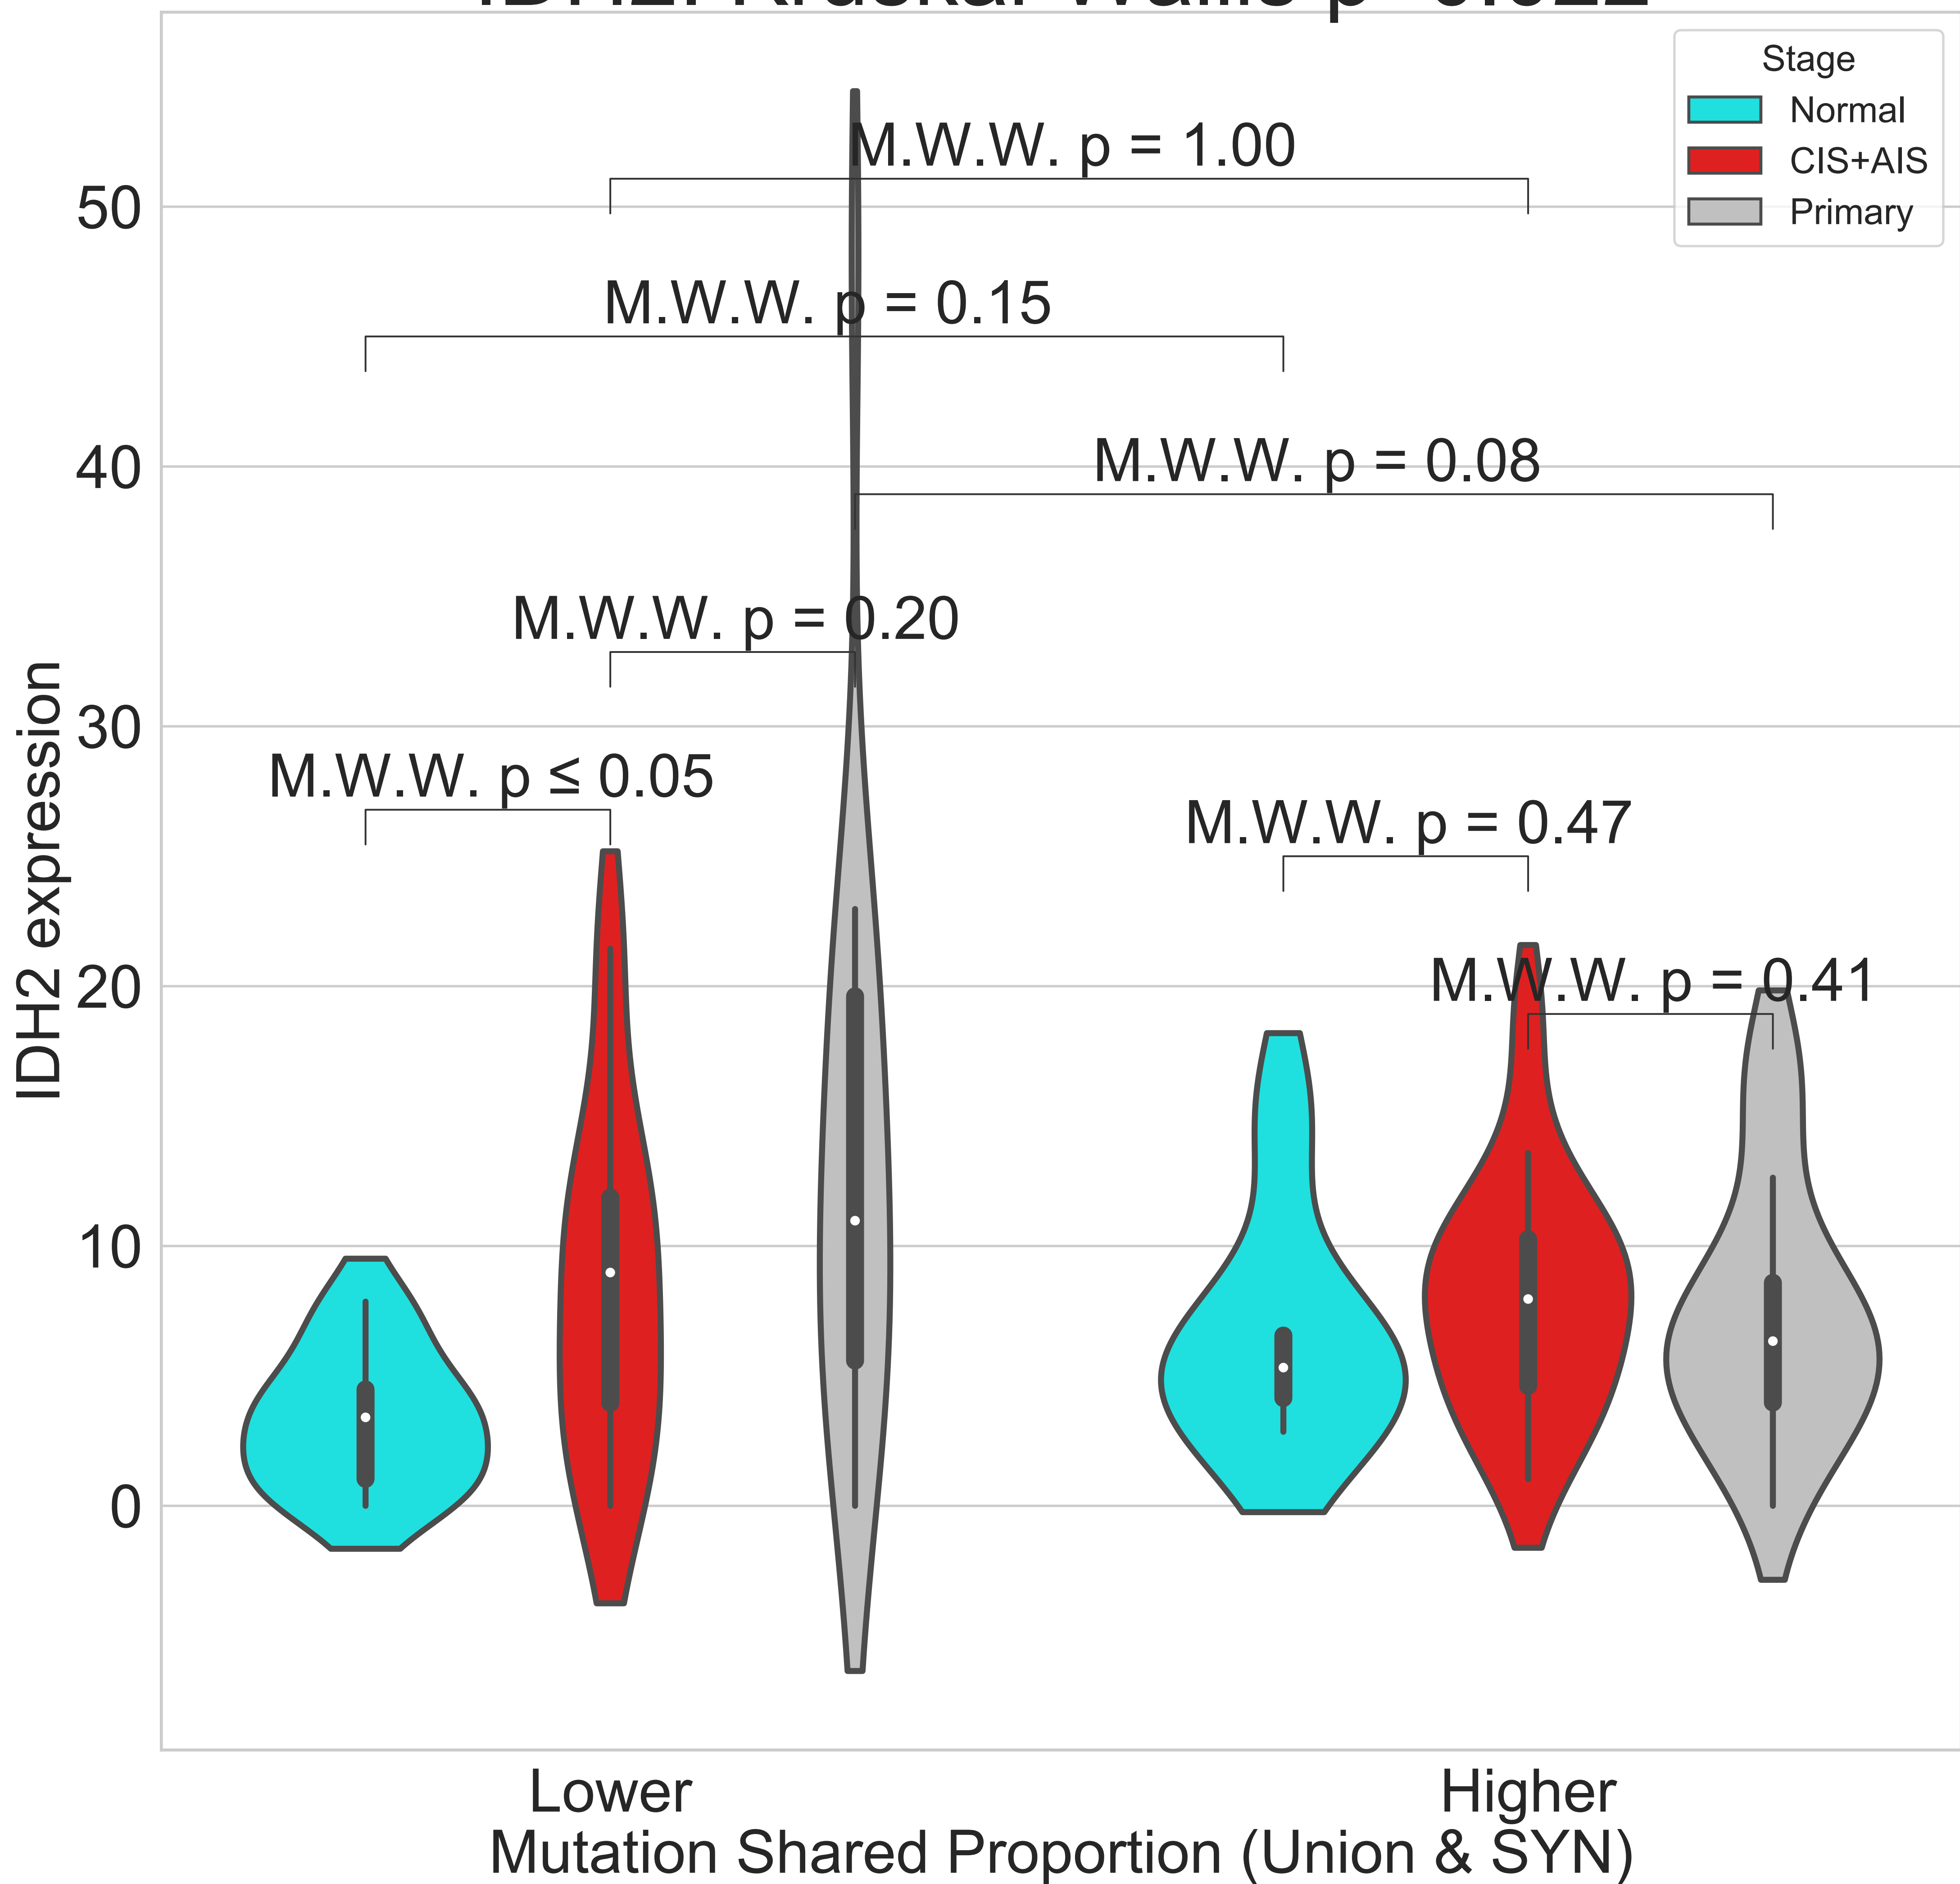 Stage
Normal
CIS+AIS
Primary
M.W.W. p = 1.00
50
M.W.W. p = 0.15
M.W.W. p = 0.08
40
M.W.W. p = 0.20
30
M.W.W. p ≤ 0.05
M.W.W. p = 0.47
M.W.W. p = 0.41
20
10
0
IDH2 expression
Lower
Higher
Mutation Shared Proportion (Union & SYN)